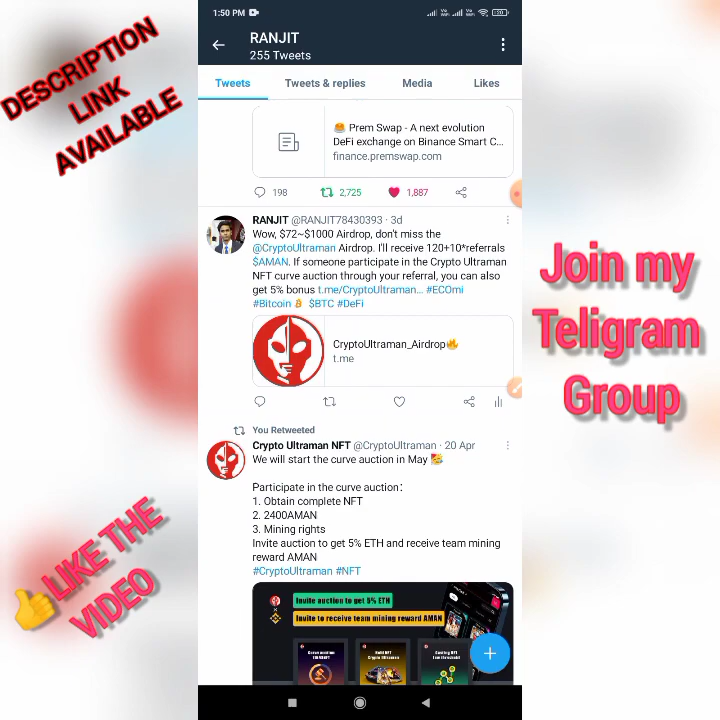 DESCRIPTION
LINK
AVAILABLE
1:50 PM
RANJIT
255 Tweets
Tweets
Tweets & replies
Media
Likes
Prem Swap - A next evolution
DeFi exchange on Binance Smart C...
finance.premswap.com
198
2,725
1,887
RANJIT @RANJIT78430393 · 3d
Wow, $72~$1000 Airdrop, don't miss the
@CryptoUltraman Airdrop. I'll receive 120+10*referrals
$AMAN. If someone participate in the Crypto Ultraman
NFT curve auction through your referral, you can also
get 5% bonus t.me/CryptoUltraman... #ECOmi
#Bitcoin $BTC #DeFi
CryptoUltraman_Airdrop🔥
t.me
You Retweeted
Crypto Ultraman NFT @CryptoUltraman · 20 Apr
We will start the curve auction in May 🥳
Participate in the curve auction：
1. Obtain complete NFT
2. 2400AMAN
3. Mining rights
Invite auction to get 5% ETH and receive team mining
reward AMAN
#CryptoUltraman #NFT
Invite auction to get 5% ETH
Invite to receive team mining reward AMAN
Join my
Teligram
Group
👍LIKE THE
VIDEO